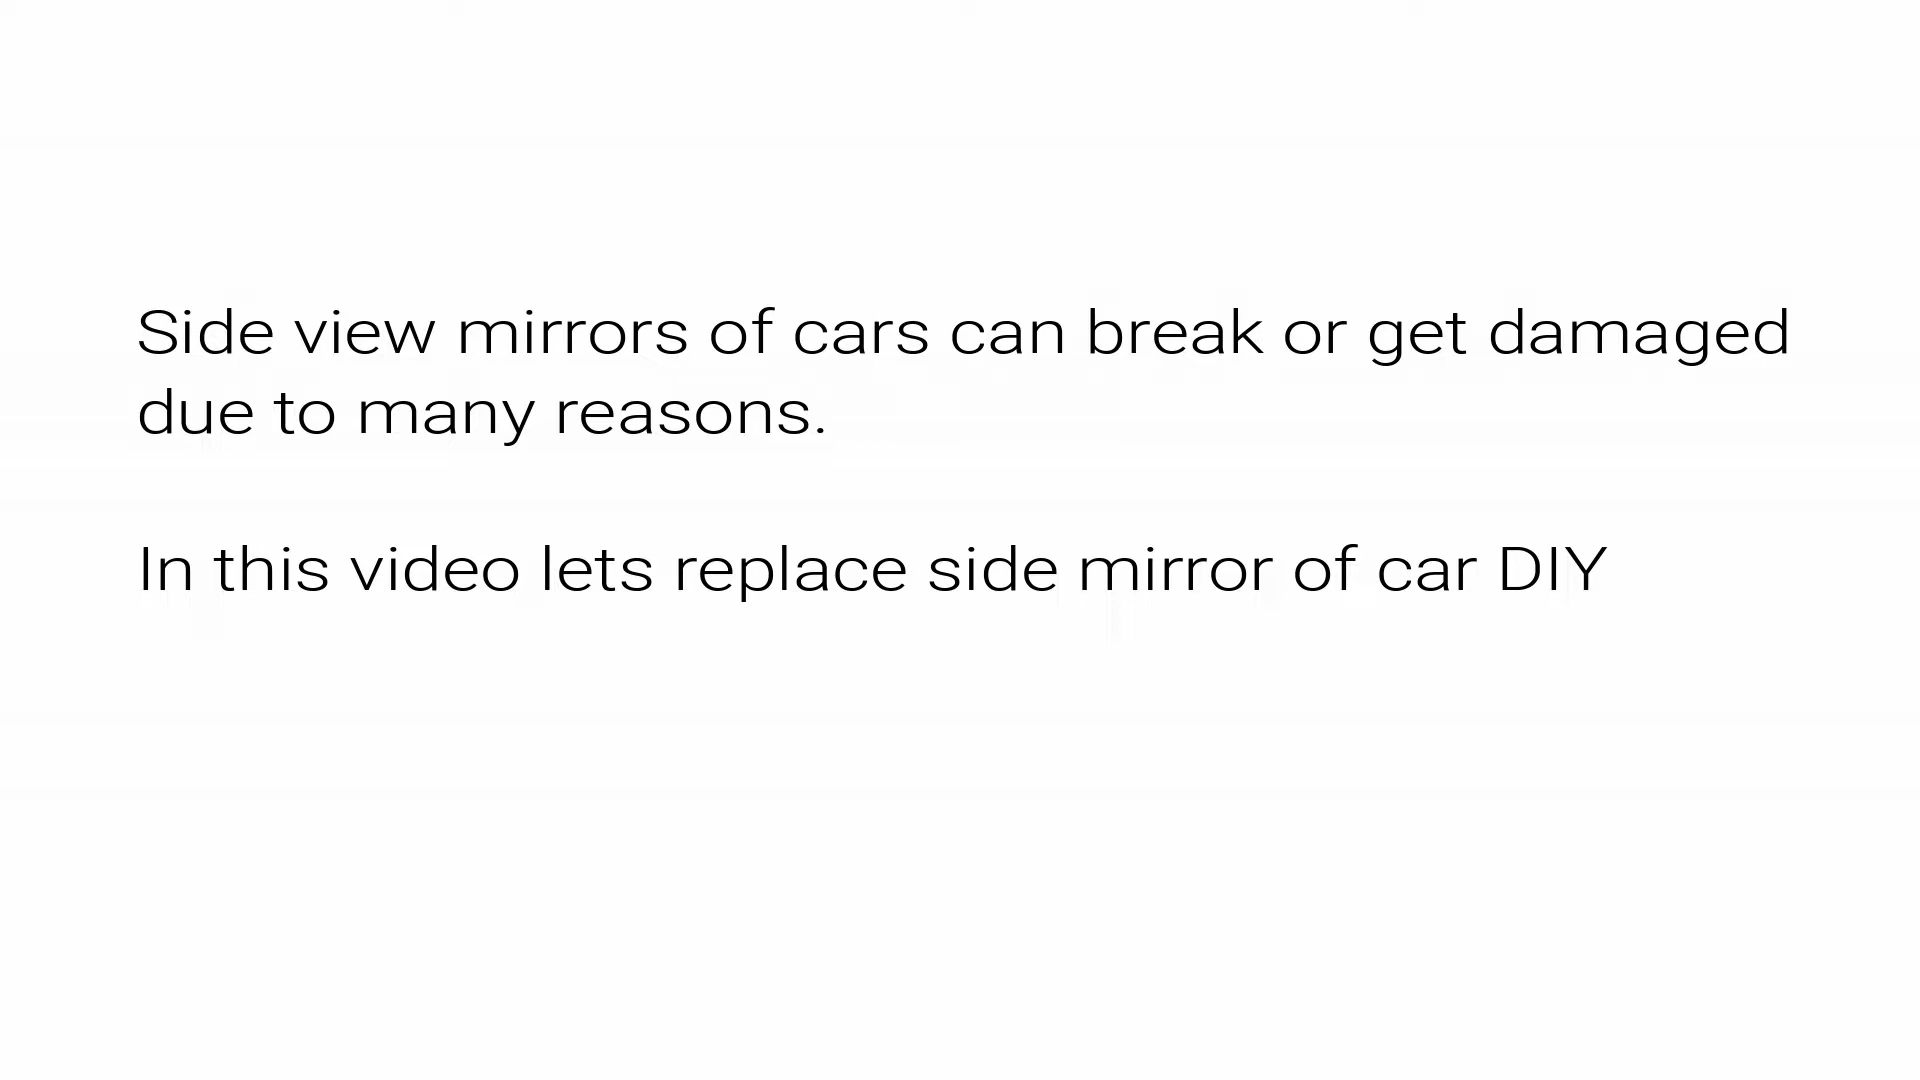 Side view mirrors of cars can break or get damaged
due to many reasons.
In this video lets replace side mirror of car DIY